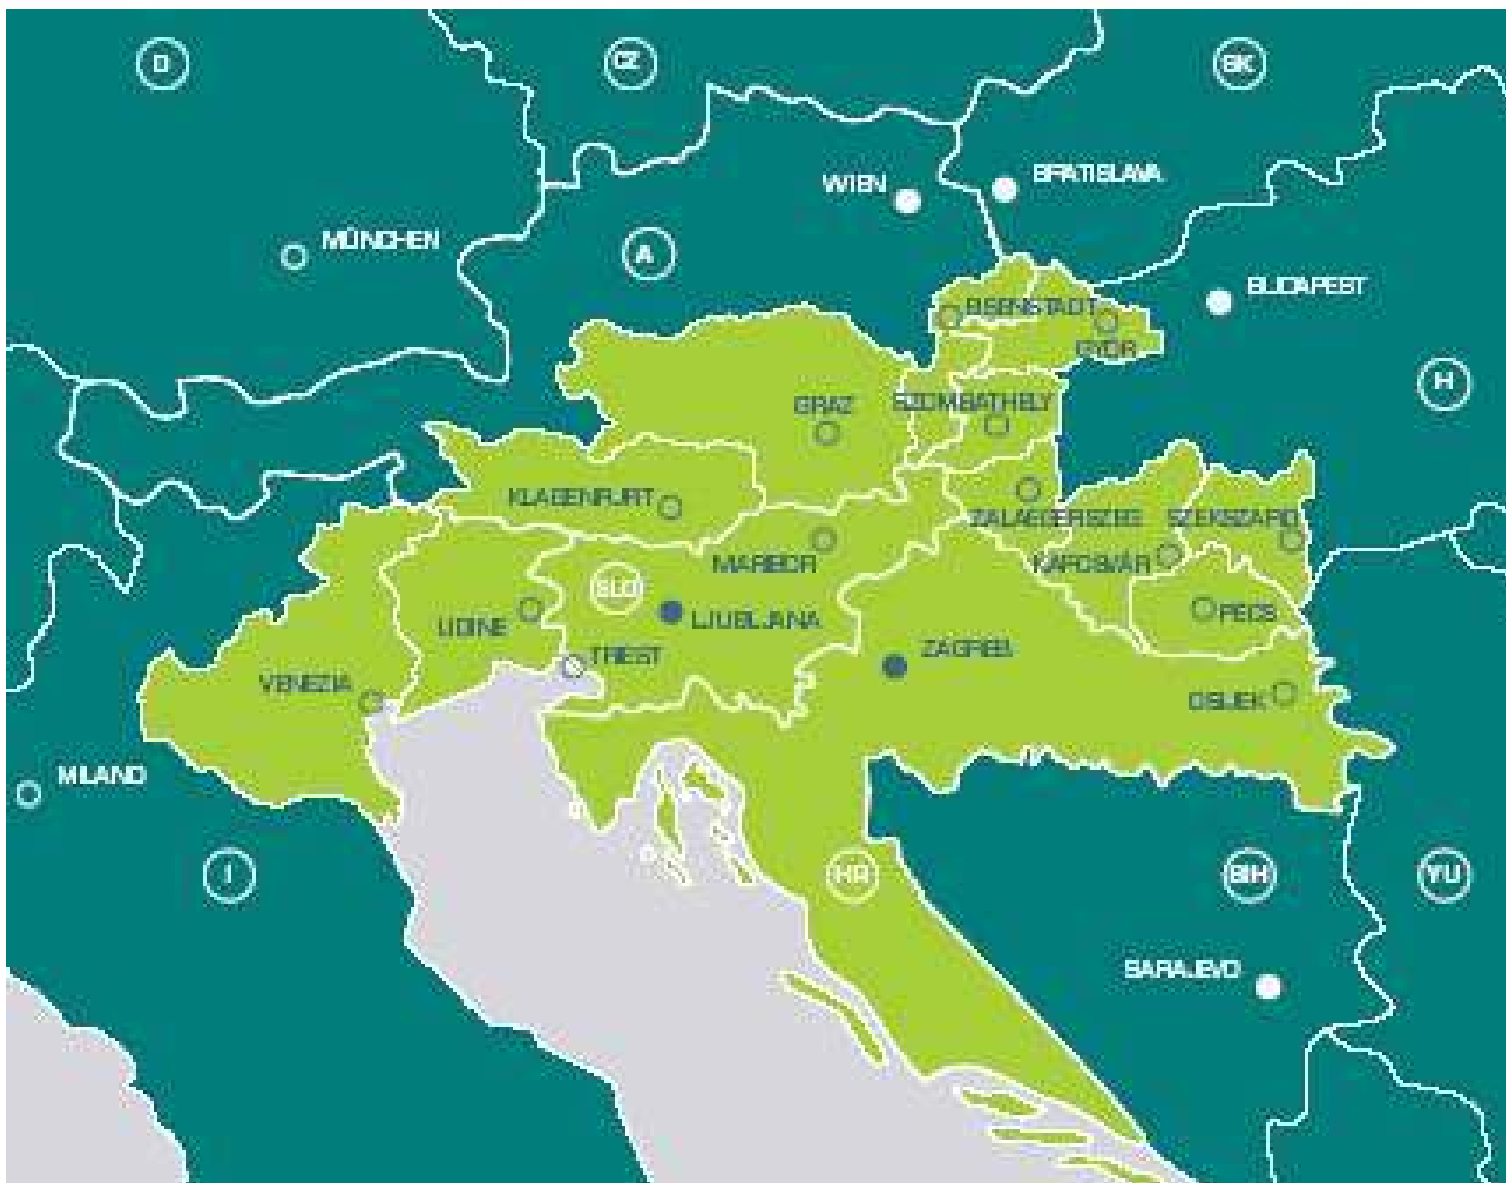 D
CZ
SK
WIEN
BRATISLAVA
MÜNCHEN
A
BUDAPEST
EISENSTADT
GYÖR
H
GRAZ
SZOMBATHELY
KLAGENFURT
ZALAEGERSZEG
SZEKSZARD
MARIBOR
KAPOSVÁR
SLO
LJUBLJANA
PECS
UDINE
TRIEST
ZAGREB
VENEZIA
OSIJEK
MILANO
I
HR
BIH
YU
SARAJEVO